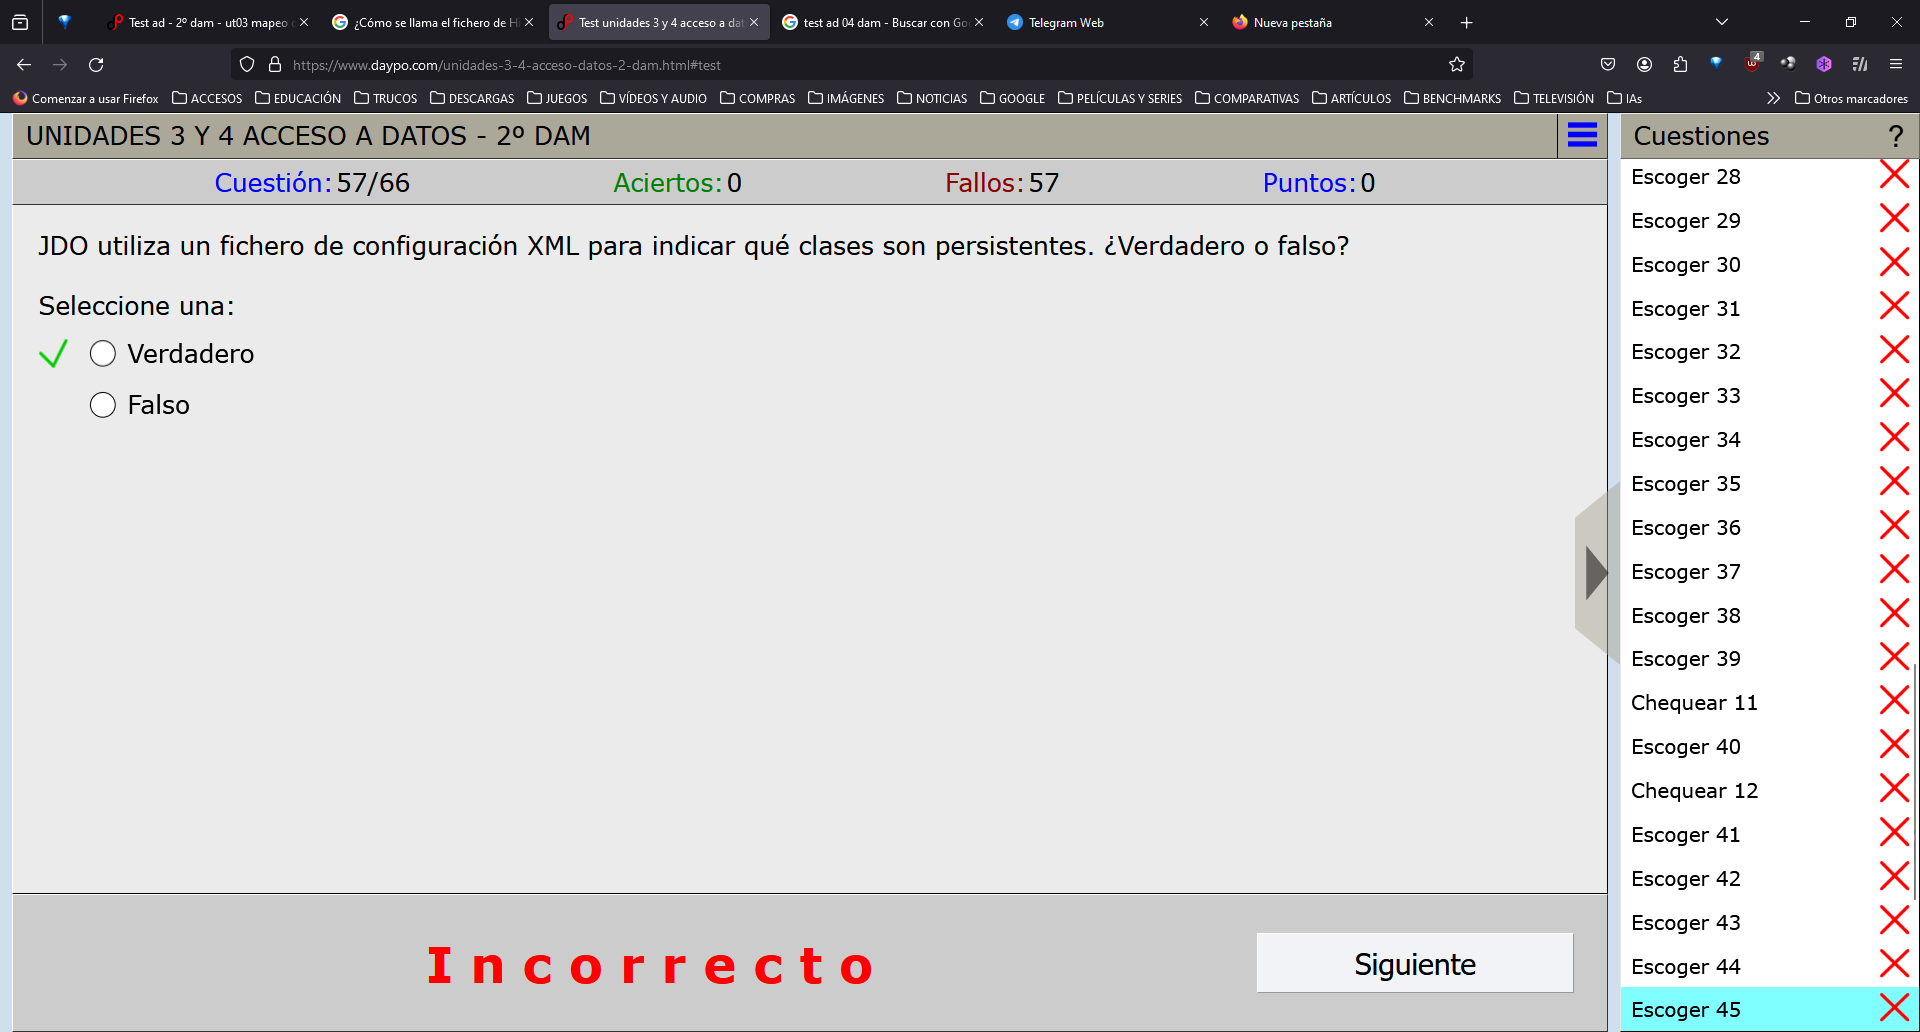 Test ad - 2º dam - ut03 mapeo
¿Cómo se llama el fichero de Hi
Test unidades 3 y 4 acceso a dat
test ad 04 dam - Buscar con Go
Telegram Web
Nueva pestaña
https://www.daypo.com/unidades-3-4-acceso-datos-2-dam.html#test
4
Comenzar a usar Firefox
ACCESOS
EDUCACIÓN
TRUCOS
DESCARGAS
JUEGOS
VÍDEOS Y AUDIO
COMPRAS
IMÁGENES
NOTICIAS
GOOGLE
PELÍCULAS Y SERIES
COMPARATIVAS
ARTÍCULOS
BENCHMARKS
TELEVISIÓN
IAs
Otros marcadores
UNIDADES 3 Y 4 ACCESO A DATOS - 2º DAM
Cuestión: 57/66
Aciertos: 0
Fallos: 57
Puntos: 0
JDO utiliza un fichero de configuración XML para indicar qué clases son persistentes. ¿Verdadero o falso?
Seleccione una:
Verdadero
Falso
Incorrecto
Siguiente
Cuestiones ?
Escoger 28
Escoger 29
Escoger 30
Escoger 31
Escoger 32
Escoger 33
Escoger 34
Escoger 35
Escoger 36
Escoger 37
Escoger 38
Escoger 39
Chequear 11
Escoger 40
Chequear 12
Escoger 41
Escoger 42
Escoger 43
Escoger 44
Escoger 45